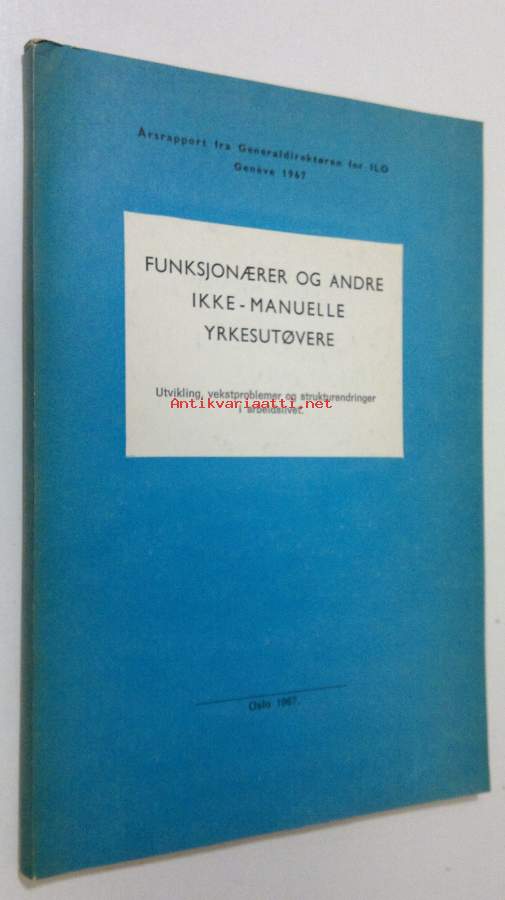 Årsrapport fra Generaldirektøren for ILO
Genève 1967
FUNKSJONÆRER OG ANDRE
IKKE-MANUELLE
YRKESUTØVERE
Utvikling, vekstproblemer og strukturendringer
Antikvariaatti.net
i arbeidslivet.
Oslo 1967.